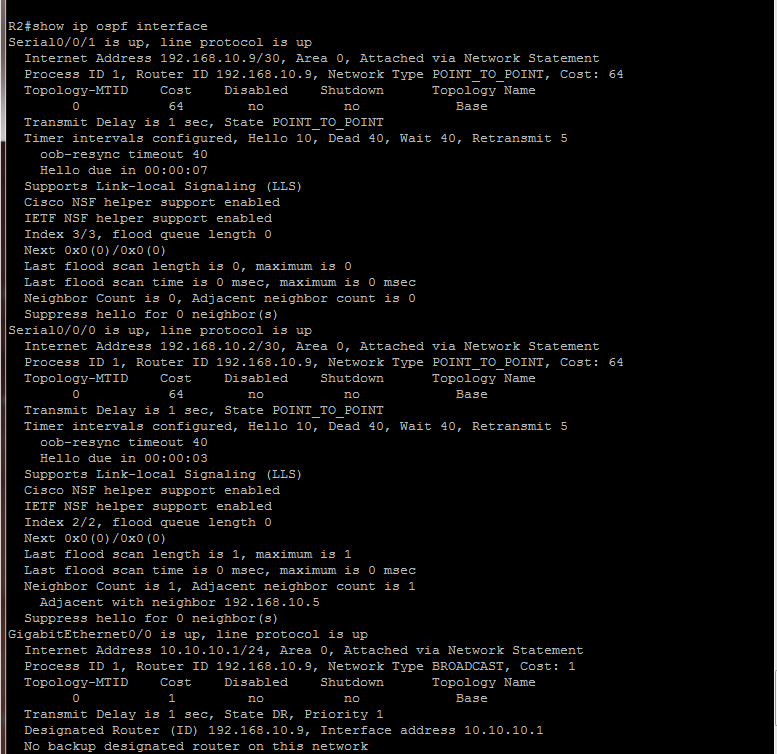 R2#show ip ospf interface
Serial0/0/1 is up, line protocol is up
  Internet Address 192.168.10.9/30, Area 0, Attached via Network Statement
  Process ID 1, Router ID 192.168.10.9, Network Type POINT_TO_POINT, Cost: 64
  Topology-MTID    Cost    Disabled    Shutdown      Topology Name
        0           64        no          no            Base
  Transmit Delay is 1 sec, State POINT_TO_POINT
  Timer intervals configured, Hello 10, Dead 40, Wait 40, Retransmit 5
    oob-resync timeout 40
    Hello due in 00:00:07
  Supports Link-local Signaling (LLS)
  Cisco NSF helper support enabled
  IETF NSF helper support enabled
  Index 3/3, flood queue length 0
  Next 0x0(0)/0x0(0)
  Last flood scan length is 0, maximum is 0
  Last flood scan time is 0 msec, maximum is 0 msec
  Neighbor Count is 0, Adjacent neighbor count is 0
  Suppress hello for 0 neighbor(s)
Serial0/0/0 is up, line protocol is up
  Internet Address 192.168.10.2/30, Area 0, Attached via Network Statement
  Process ID 1, Router ID 192.168.10.9, Network Type POINT_TO_POINT, Cost: 64
  Topology-MTID    Cost    Disabled    Shutdown      Topology Name
        0           64        no          no            Base
  Transmit Delay is 1 sec, State POINT_TO_POINT
  Timer intervals configured, Hello 10, Dead 40, Wait 40, Retransmit 5
    oob-resync timeout 40
    Hello due in 00:00:03
  Supports Link-local Signaling (LLS)
  Cisco NSF helper support enabled
  IETF NSF helper support enabled
  Index 2/2, flood queue length 0
  Next 0x0(0)/0x0(0)
  Last flood scan length is 1, maximum is 1
  Last flood scan time is 0 msec, maximum is 0 msec
  Neighbor Count is 1, Adjacent neighbor count is 1
    Adjacent with neighbor 192.168.10.5
  Suppress hello for 0 neighbor(s)
GigabitEthernet0/0 is up, line protocol is up
  Internet Address 10.10.10.1/24, Area 0, Attached via Network Statement
  Process ID 1, Router ID 192.168.10.9, Network Type BROADCAST, Cost: 1
  Topology-MTID    Cost    Disabled    Shutdown      Topology Name
        0           1         no          no            Base
  Transmit Delay is 1 sec, State DR, Priority 1
  Designated Router (ID) 192.168.10.9, Interface address 10.10.10.1
  No backup designated router on this network